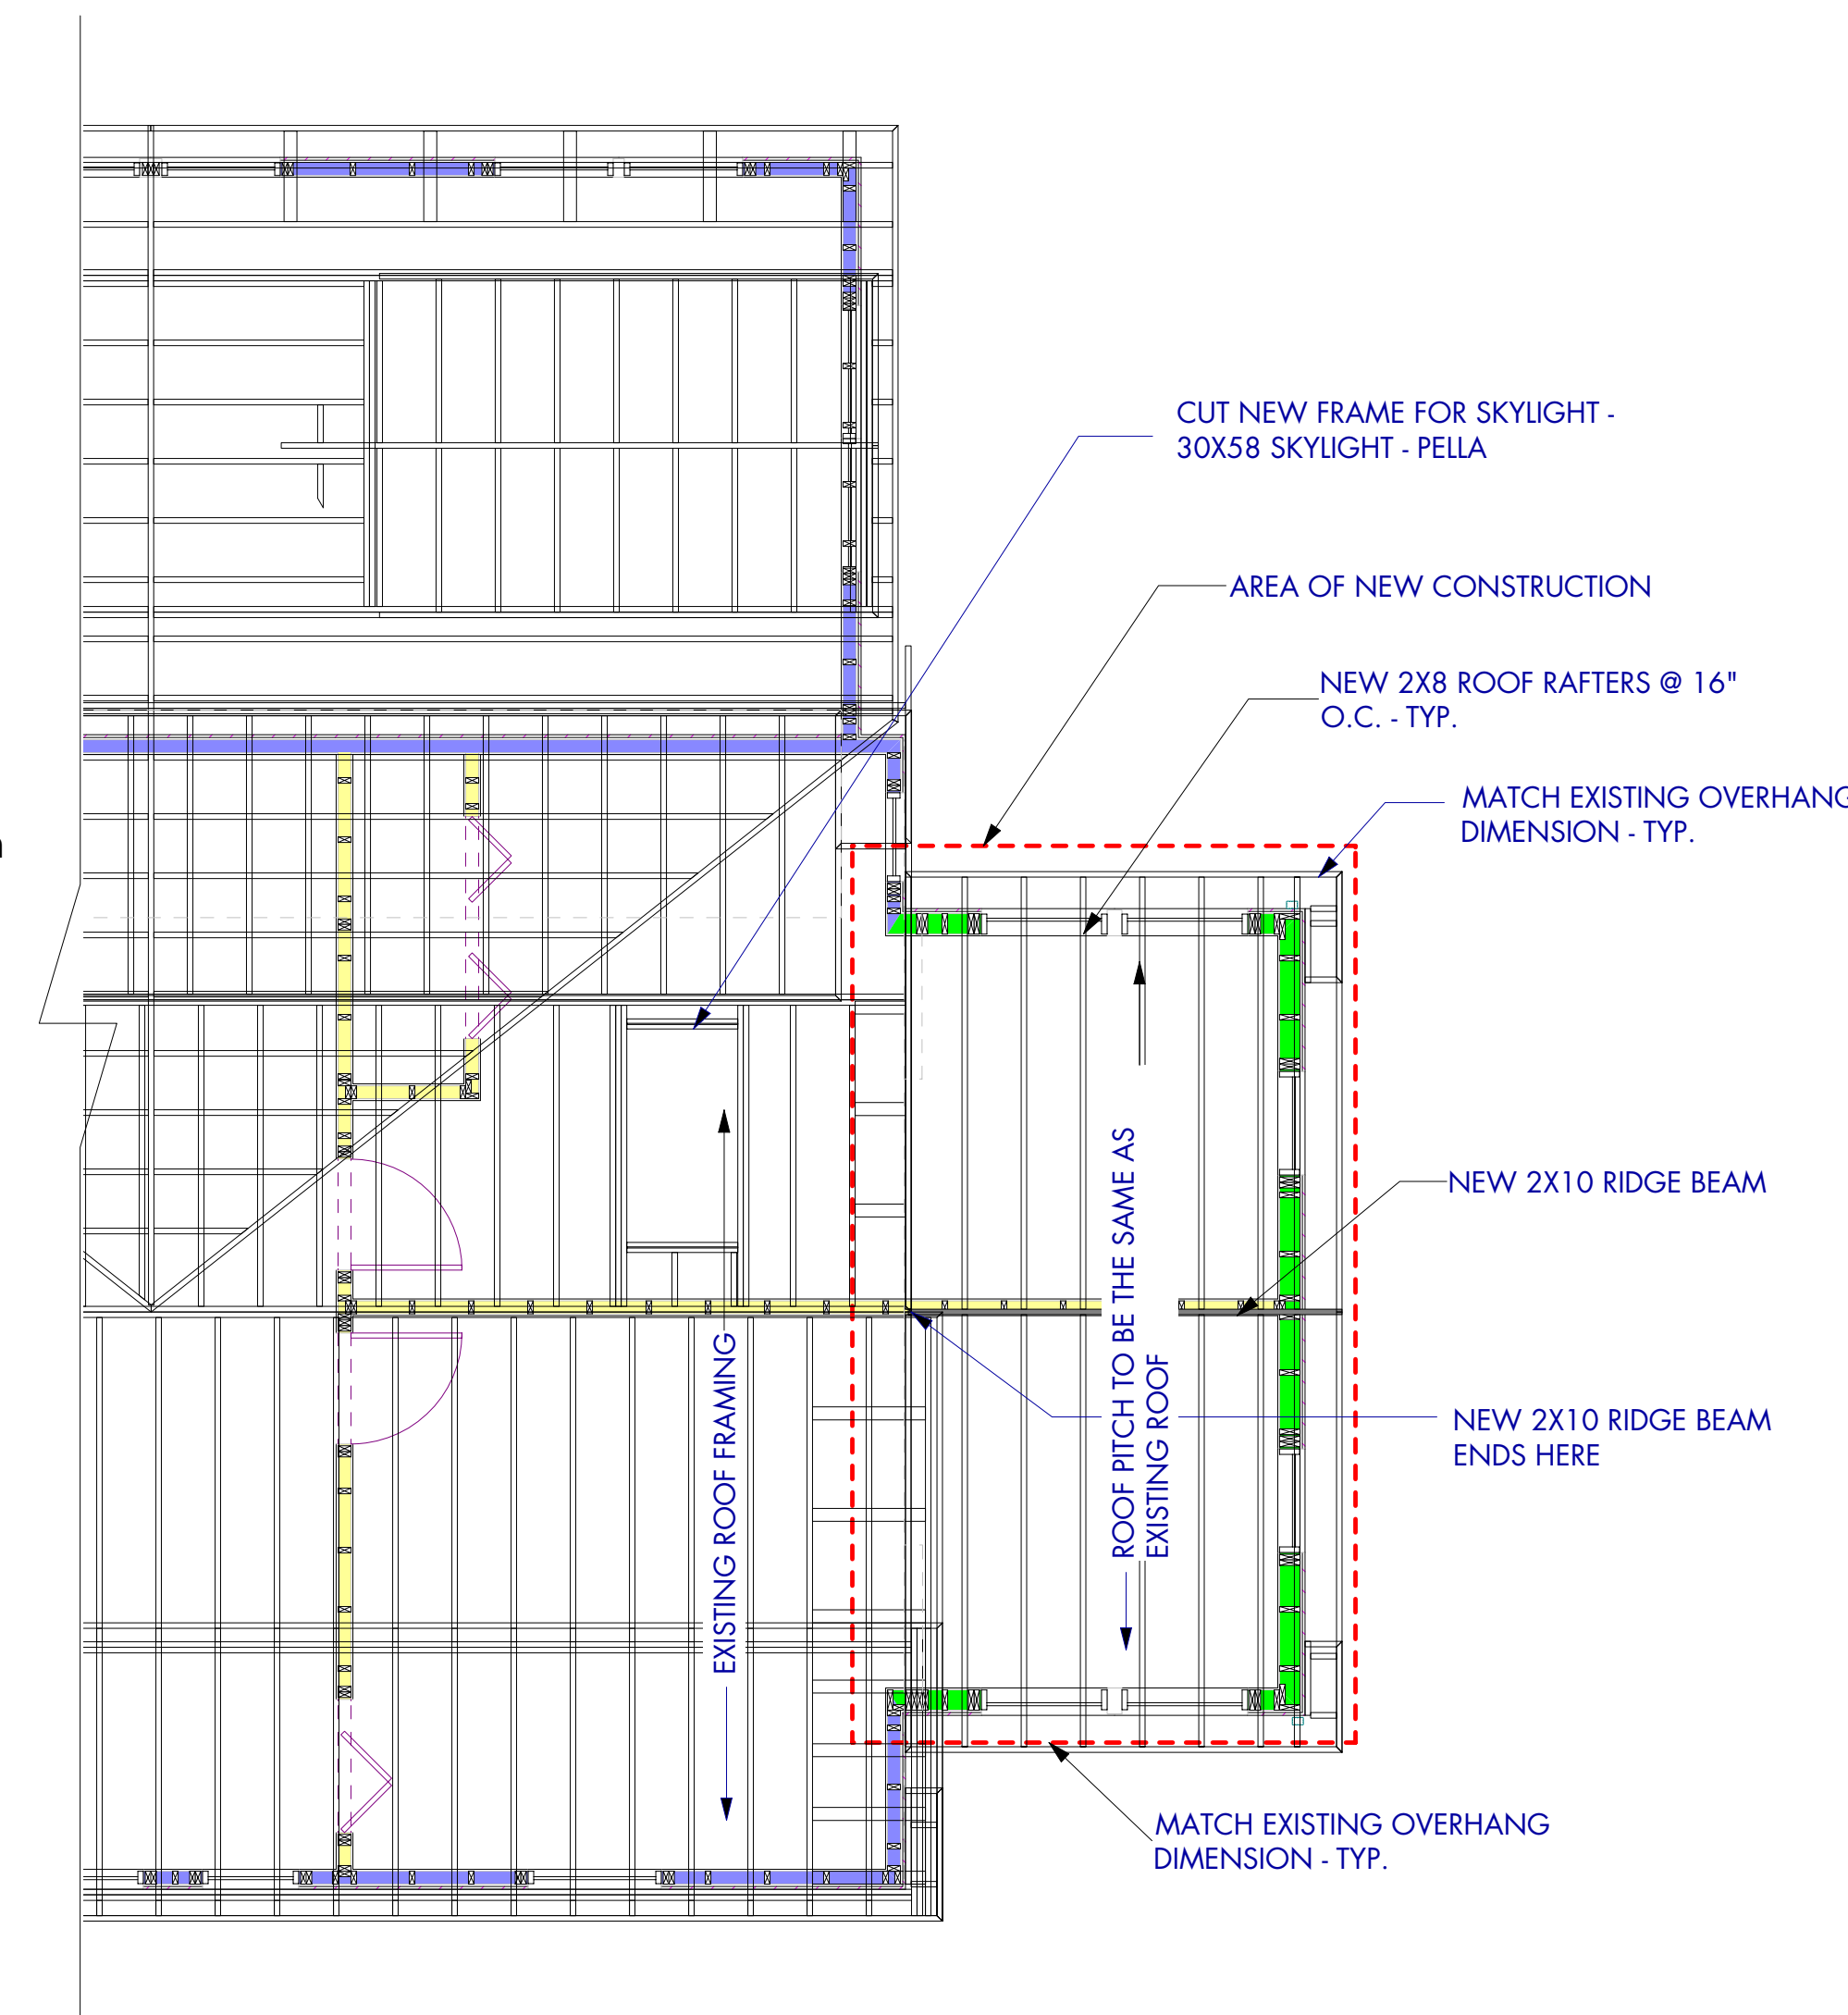 CUT NEW FRAME FOR SKYLIGHT -
30X58 SKYLIGHT - PELLA
AREA OF NEW CONSTRUCTION
NEW 2X8 ROOF RAFTERS @ 16"
O.C. - TYP.
MATCH EXISTING OVERHANG
DIMENSION - TYP.
NEW 2X10 RIDGE BEAM
NEW 2X10 RIDGE BEAM
ENDS HERE
ROOF PITCH TO BE THE SAME AS
EXISTING ROOF
EXISTING ROOF FRAMING
MATCH EXISTING OVERHANG
DIMENSION - TYP.